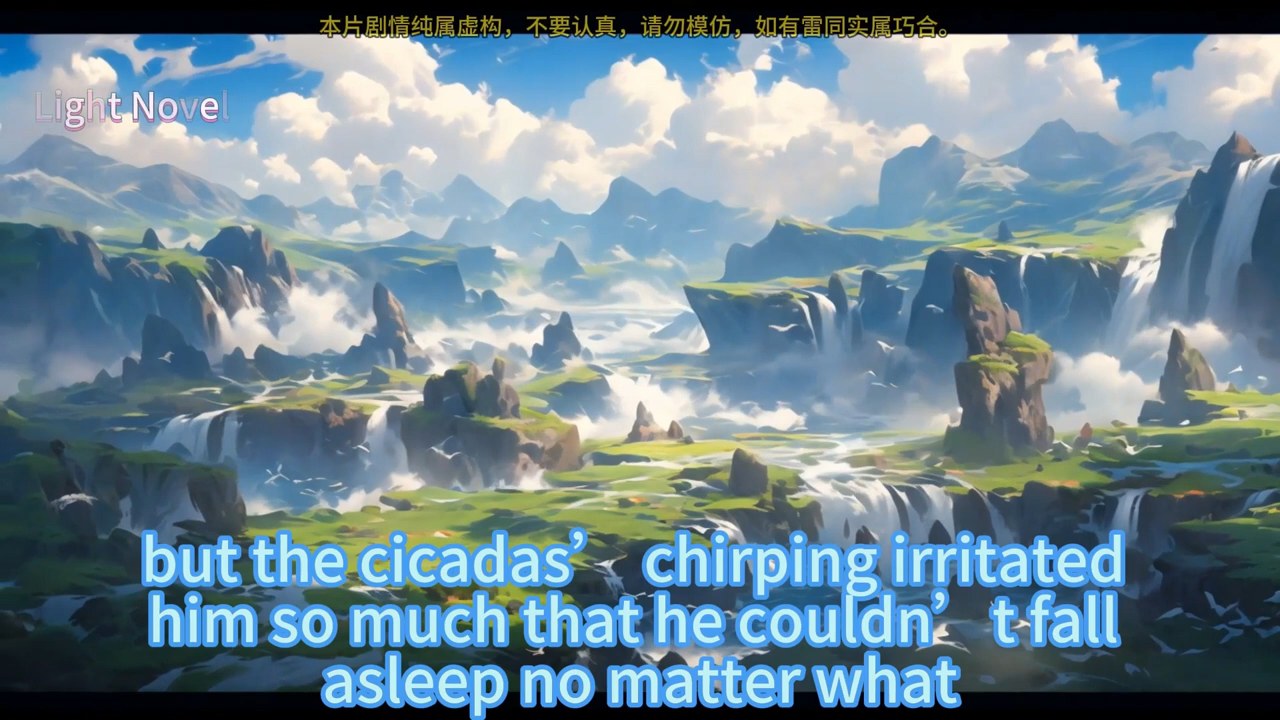 本片剧情纯属虚构，不要认真，请勿模仿，如有雷同实属巧合。
Light Novel
but the cicadas’ chirping irritated
him so much that he couldn’ t fall
asleep no matter what